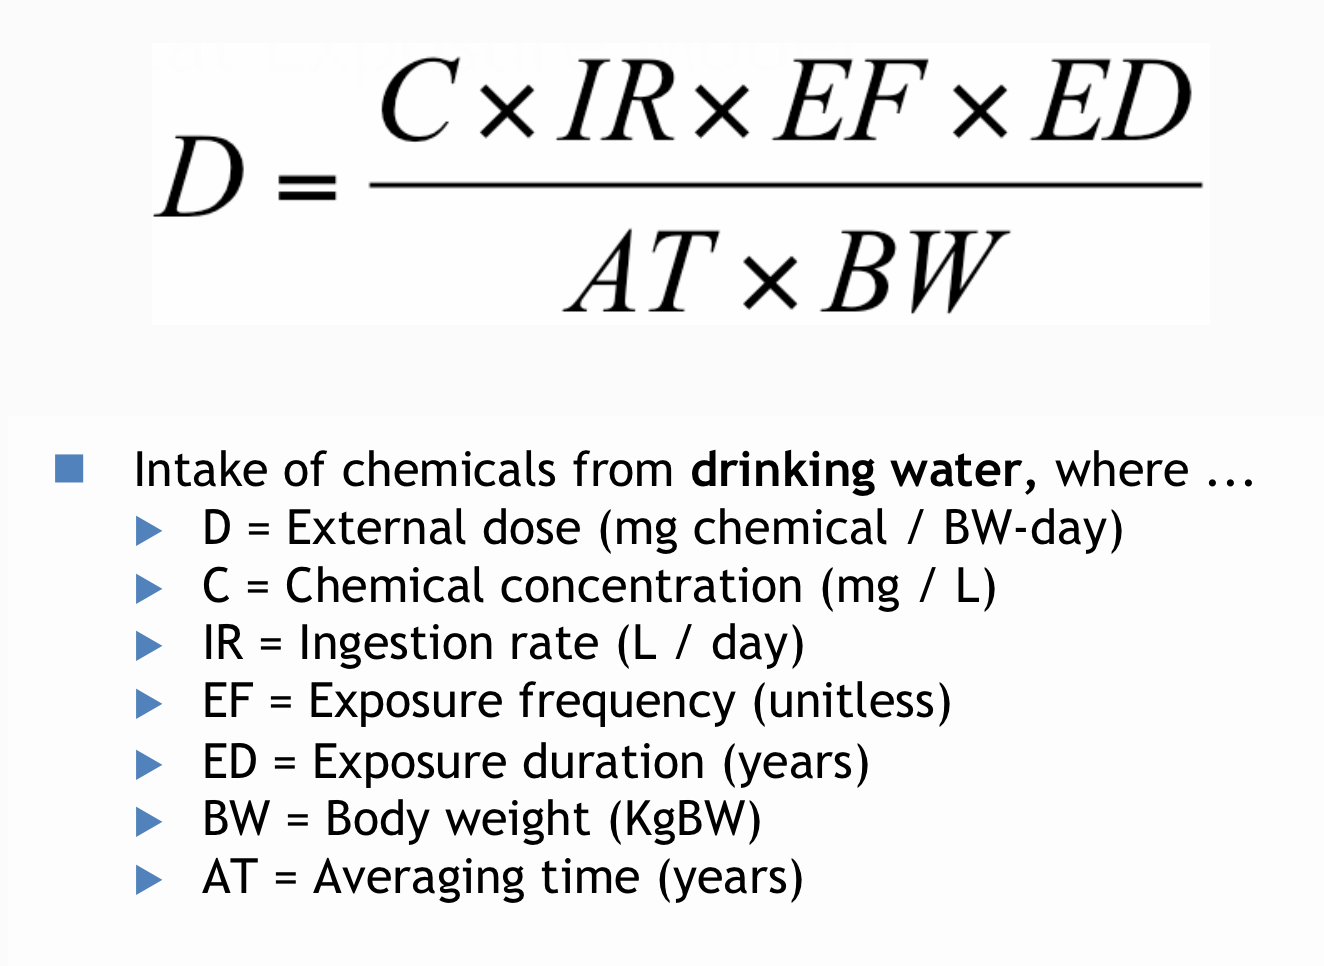 D = C × IR × EF × ED
AT × BW
■ Intake of chemicals from drinking water, where ...
▶ D = External dose (mg chemical / BW-day)
▶ C = Chemical concentration (mg / L)
▶ IR = Ingestion rate (L / day)
▶ EF = Exposure frequency (unitless)
▶ ED = Exposure duration (years)
▶ BW = Body weight (KgBW)
▶ AT = Averaging time (years)